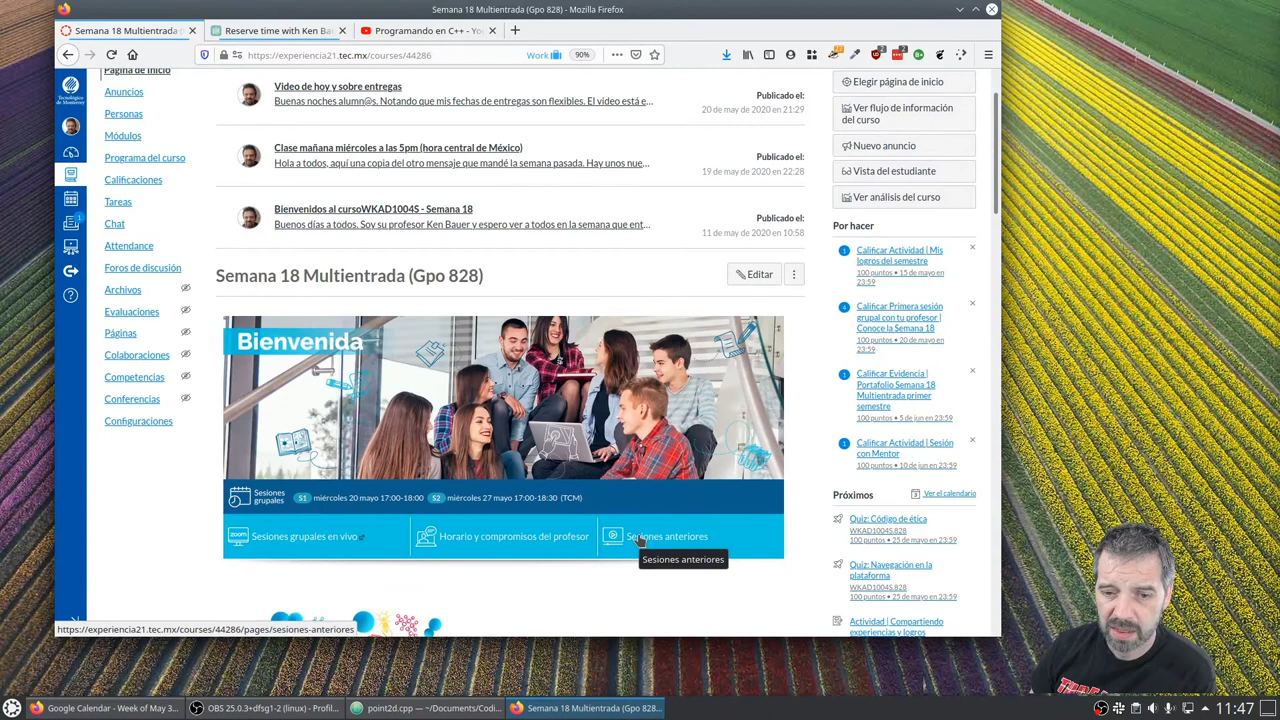 Semana 18 Multientrada (Gpo 828) - Mozilla Firefox
Semana 18 Multientrada (
Reserve time with Ken Bau
Programando en C++ - Yo
https://experiencia21.tec.mx/courses/44286
Work
90%
Tecnológico
de Monterrey
1
Página de Inicio
Anuncios
Personas
Módulos
Programa del curso
Calificaciones
Tareas
Chat
Attendance
Foros de discusión
Archivos
Evaluaciones
Páginas
Colaboraciones
Competencias
Conferencias
Configuraciones
Video de hoy y sobre entregas
Buenas noches alumn@s. Notando que mis fechas de entregas son flexibles. El video está e...
Publicado el:
20 de may de 2020 en 21:29
Clase mañana miércoles a las 5pm (hora central de México)
Hola a todos, aquí una copia del otro mensaje que mandé la semana pasada. Hay unos nue...
Publicado el:
19 de may de 2020 en 22:28
Bienvenidos al cursoWKAD1004S - Semana 18
Buenos días a todos. Soy su profesor Ken Bauer y espero ver a todos en la semana que ent...
Publicado el:
11 de may de 2020 en 10:58
Semana 18 Multientrada (Gpo 828)
Editar
Bienvenida
Sesiones
grupales
S1 miércoles 20 mayo 17:00-18:00 S2 miércoles 27 mayo 17:00-18:30 (TCM)
zoom
Sesiones grupales en vivo
Horario y compromisos del profesor
Sesiones anteriores
Sesiones anteriores
https://experiencia21.tec.mx/courses/44286/pages/sesiones-anteriores
Elegir página de inicio
Ver flujo de información
del curso
Nuevo anuncio
Vista del estudiante
Ver análisis del curso
Por hacer
1
Calificar Actividad | Mis
logros del semestre
100 puntos • 15 de mayo en
23:59
4
Calificar Primera sesión
grupal con tu profesor |
Conoce la Semana 18
100 puntos • 20 de mayo en
23:59
1
Calificar Evidencia |
Portafolio Semana 18
Multientrada primer
semestre
100 puntos • 5 de jun en 23:59
1
Calificar Actividad | Sesión
con Mentor
100 puntos • 10 de jun en 23:59
Próximos
Ver el calendario
Quiz: Código de ética
WKAD1004S.828
100 puntos • 25 de mayo en 23:59
Quiz: Navegación en la
plataforma
WKAD1004S.828
100 puntos • 25 de mayo en 23:59
Actividad | Compartiendo
experiencias y logros
Google Calendar - Week of May 3...
OBS 25.0.3+dfsg1-2 (linux) - Profil...
point2d.cpp — ~/Documents/Codi...
Semana 18 Multientrada (Gpo 828...
11:47